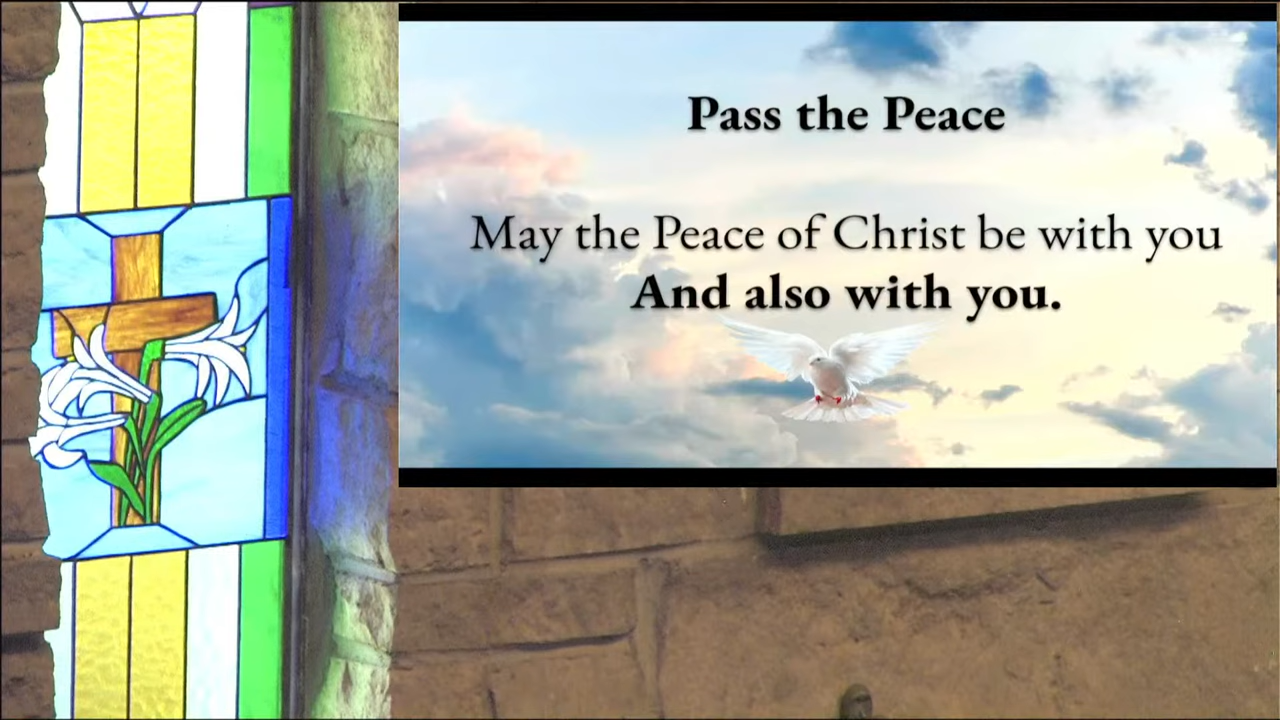 Pass the Peace
May the Peace of Christ be with you
And also with you.